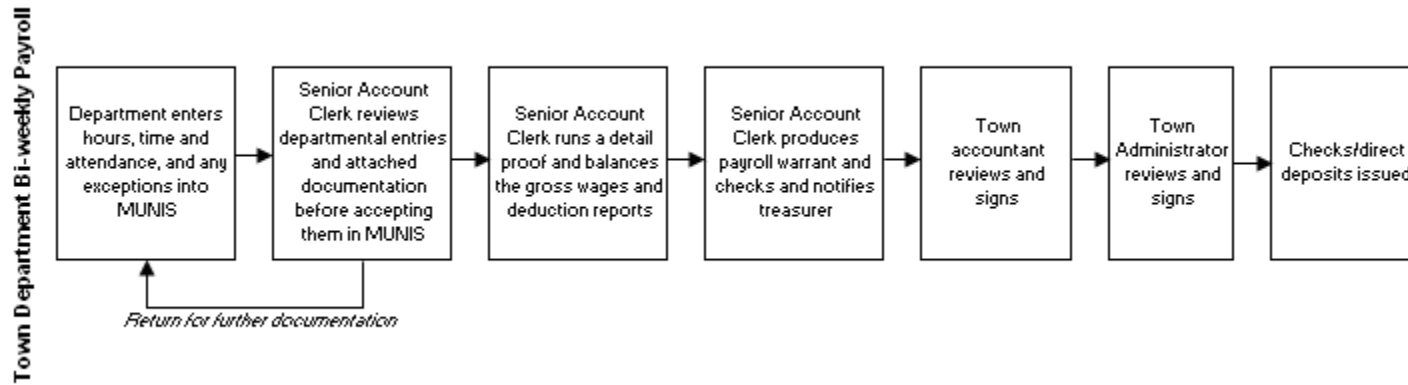 Town Department Bi-weekly Payroll
Department enters
hours, time and
attendance, and any
exceptions into
MUNIS
Senior Account
Clerk reviews
departmental entries
and attached
documentation
before accepting
them in MUNIS
Senior Account
Clerk runs a detail
proof and balances
the gross wages and
deduction reports
Senior Account
Clerk produces
payroll warrant and
checks and notifies
treasurer
Town
accountant
reviews and
signs
Town
Administrator
reviews and
signs
Checks/direct
deposits issued
Return for further documentation